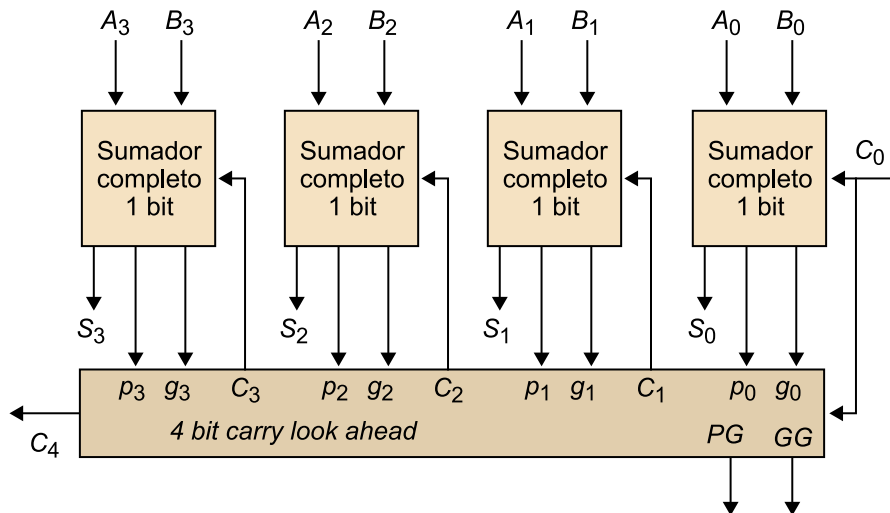 A3 B3 A2 B2 A1 B1 A0 B0
Sumador completo 1 bit
Sumador completo 1 bit
Sumador completo 1 bit
Sumador completo 1 bit
C0
S3 S2 S1 S0
p3 g3 C3 p2 g2 C2 p1 g1 C1 p0 g0
4 bit carry look ahead PG GG
C4